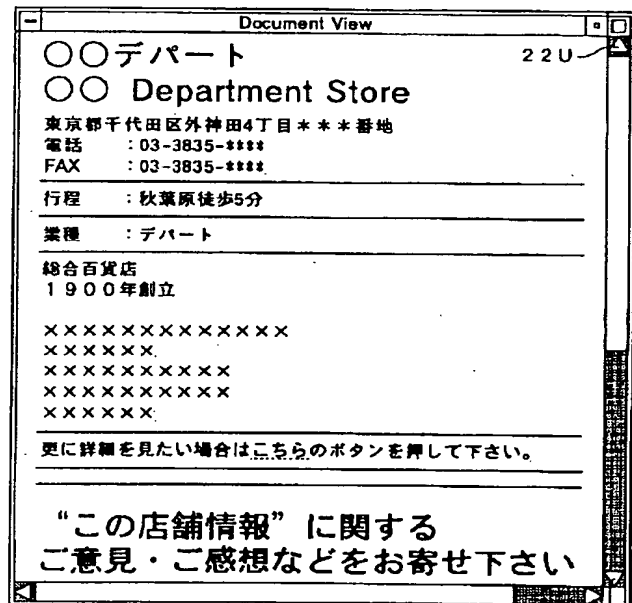 Document View
○○デパート
22U
○○ Department Store
東京都千代田区外神田4丁目＊＊＊番地
電話 :03-3835-****
FAX :03-3835-****
行程 :秋葉原徒歩5分
業種 :デパート
総合百貨店
1900年創立
×××××××××××××
××××××
××××××××××
××××××××××
××××××
更に詳細を見たい場合はこちらのボタンを押して下さい。
“この店舗情報”に関する
ご意見・ご感想などをお寄せ下さい